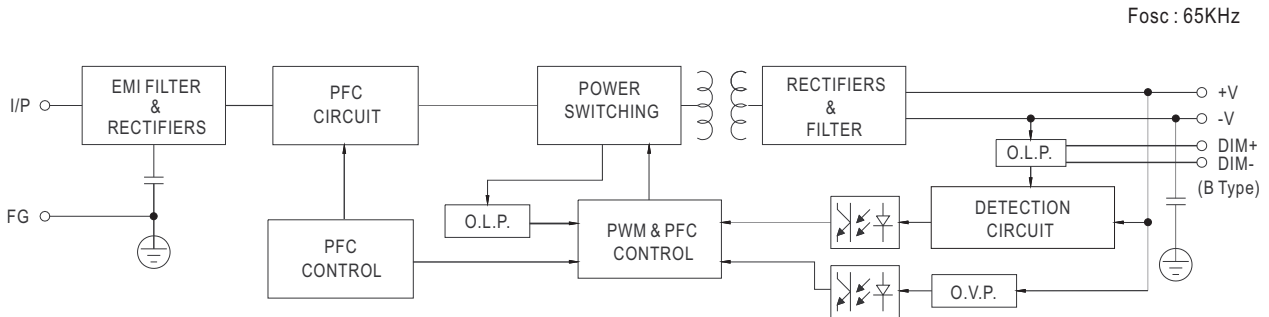 Fosc : 65KHz
I/P
EMI FILTER
&
RECTIFIERS
PFC
CIRCUIT
POWER
SWITCHING
RECTIFIERS
&
FILTER
+V
-V
DIM+
DIM-
(B Type)
O.L.P.
FG
O.L.P.
PFC
CONTROL
PWM & PFC
CONTROL
DETECTION
CIRCUIT
O.V.P.